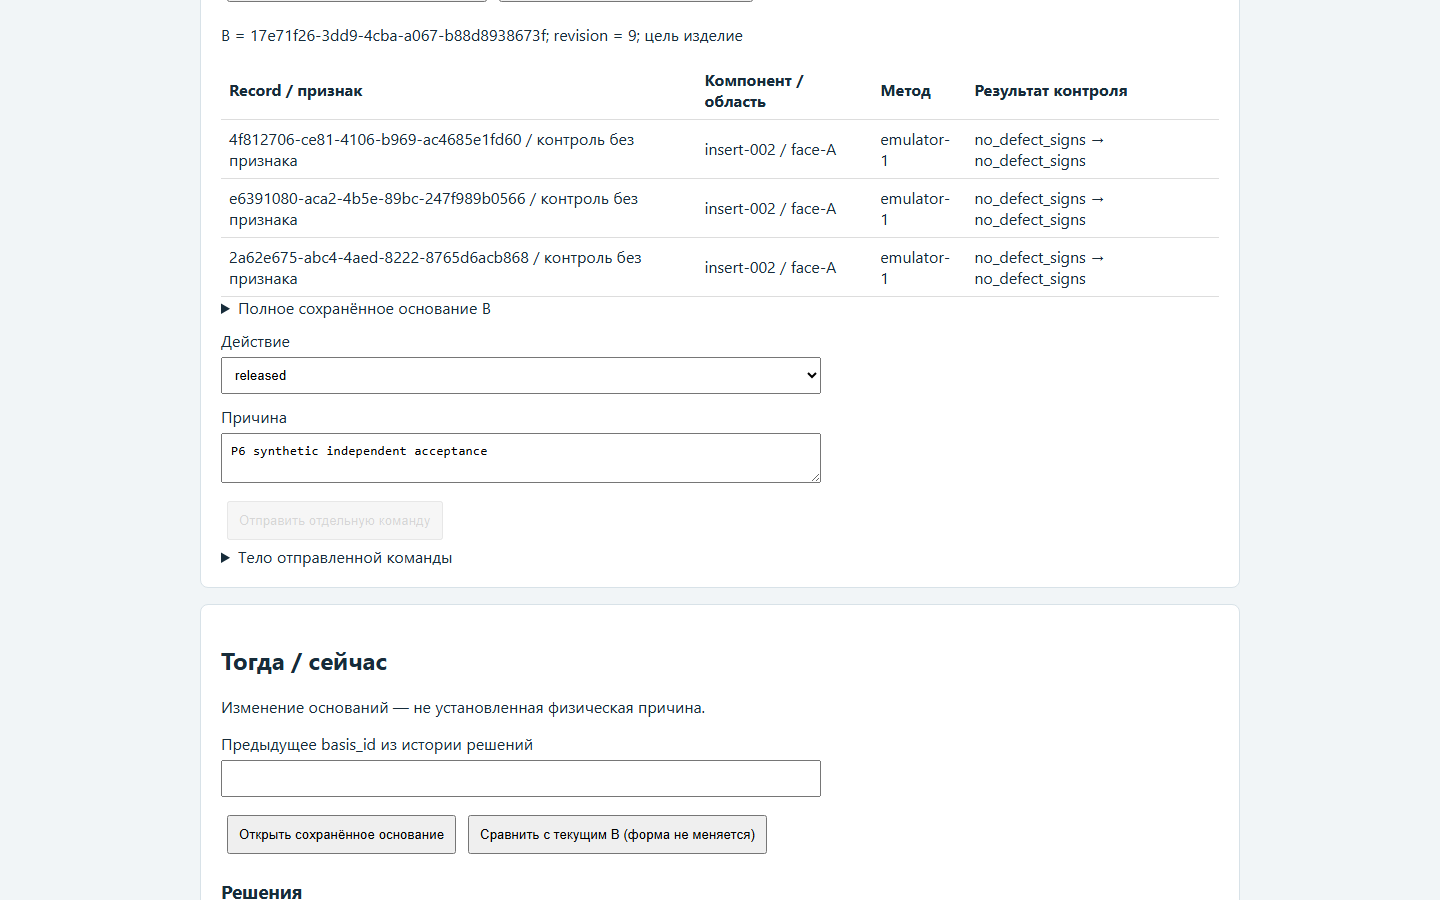 B = 17e71f26-3dd9-4cba-a067-b88d8938673f; revision = 9; цель изделие
Record / признак
Компонент / область
Метод
Результат контроля
4f812706-ce81-4106-b969-ac4685e1fd60 / контроль без признака
insert-002 / face-A
emulator-1
no_defect_signs → no_defect_signs
e6391080-aca2-4b5e-89bc-247f989b0566 / контроль без признака
insert-002 / face-A
emulator-1
no_defect_signs → no_defect_signs
2a62e675-abc4-4aed-8222-8765d6acb868 / контроль без признака
insert-002 / face-A
emulator-1
no_defect_signs → no_defect_signs
Полное сохранённое основание B
Действие
released
Причина
P6 synthetic independent acceptance
Отправить отдельную команду
Тело отправленной команды
Тогда / сейчас
Изменение оснований — не установленная физическая причина.
Предыдущее basis_id из истории решений
Открыть сохранённое основание
Сравнить с текущим B (форма не меняется)
Решения